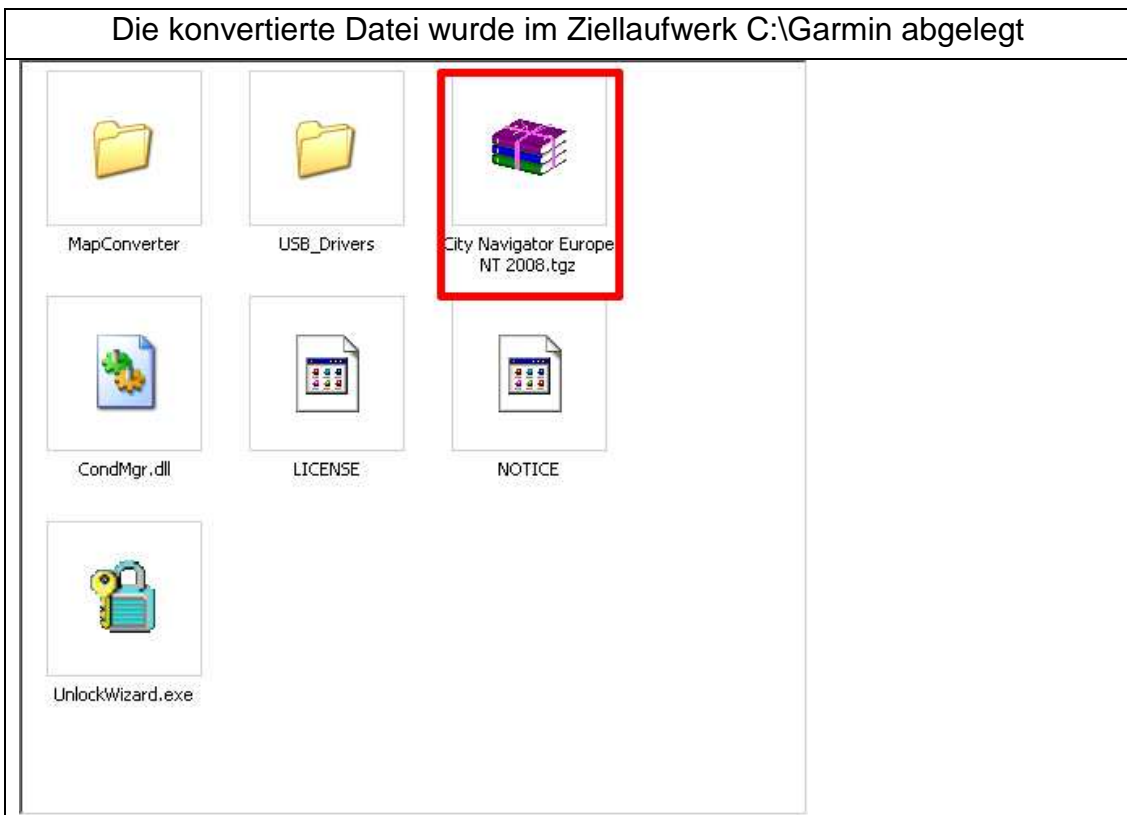 Die konvertierte Datei wurde im Ziellaufwerk C:\Garmin abgelegt
MapConverter
USB_Drivers
City Navigator Europe
NT 2008.tgz
CondMgr.dll
LICENSE
NOTICE
UnlockWizard.exe